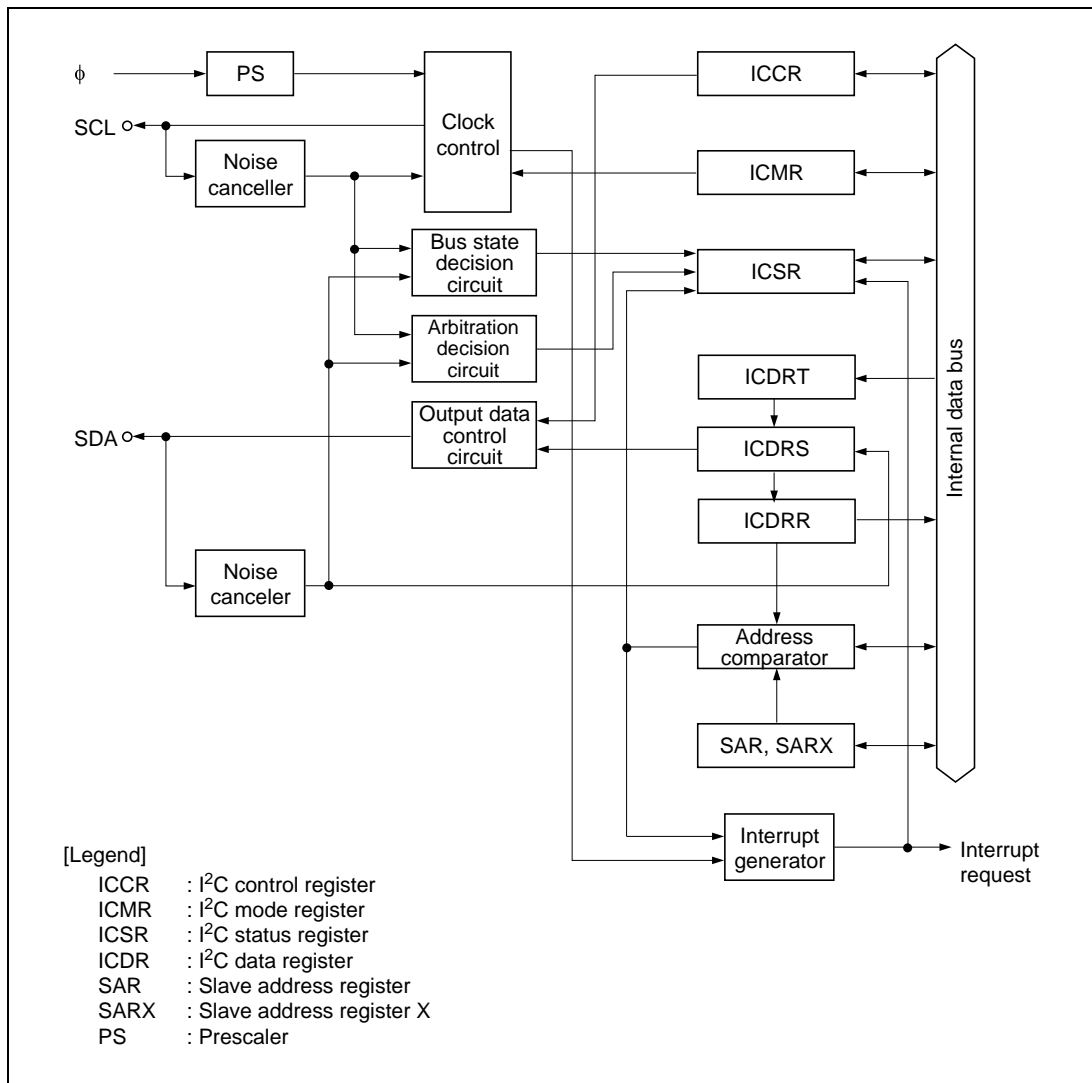 ϕ
PS
ICCR
SCL
Clock
control
Noise
canceller
ICMR
Bus state
decision
circuit
ICSR
Arbitration
decision
circuit
ICDRT
SDA
Output data
control
circuit
ICDRS
Internal data bus
ICDRR
Noise
canceler
Address
comparator
SAR, SARX
Interrupt
generator
Interrupt
request
[Legend]
ICCR : I²C control register
ICMR : I²C mode register
ICSR : I²C status register
ICDR : I²C data register
SAR : Slave address register
SARX : Slave address register X
PS : Prescaler